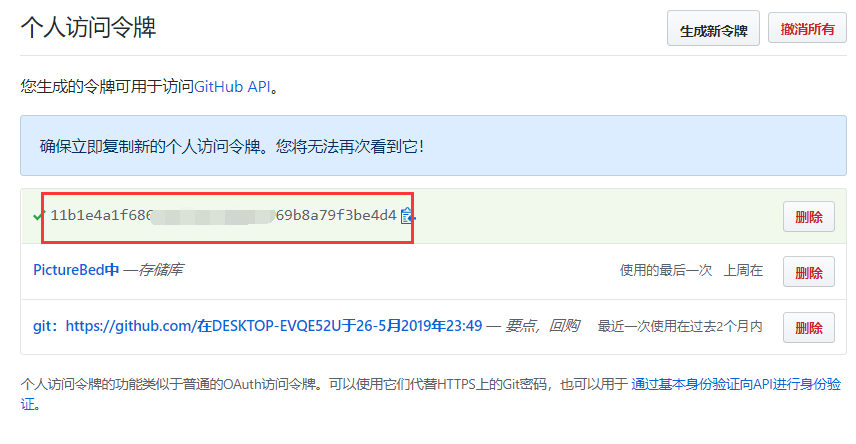 个人访问令牌
生成新令牌
撤消所有
您生成的令牌可用于访问GitHub API。
确保立即复制新的个人访问令牌。您将无法再次看到它！
11b1e4a1f686 69b8a79f3be4d4
删除
PictureBed中 —存储库
使用的最后一次 上周在
删除
git：https://github.com/在DESKTOP-EVQE52U于26-5月2019年23:49 — 要点，回购
最近一次使用在过去2个月内
删除
个人访问令牌的功能类似于普通的OAuth访问令牌。可以使用它们代替HTTPS上的Git密码，也可以用于 通过基本身份验证向API进行身份验
证。